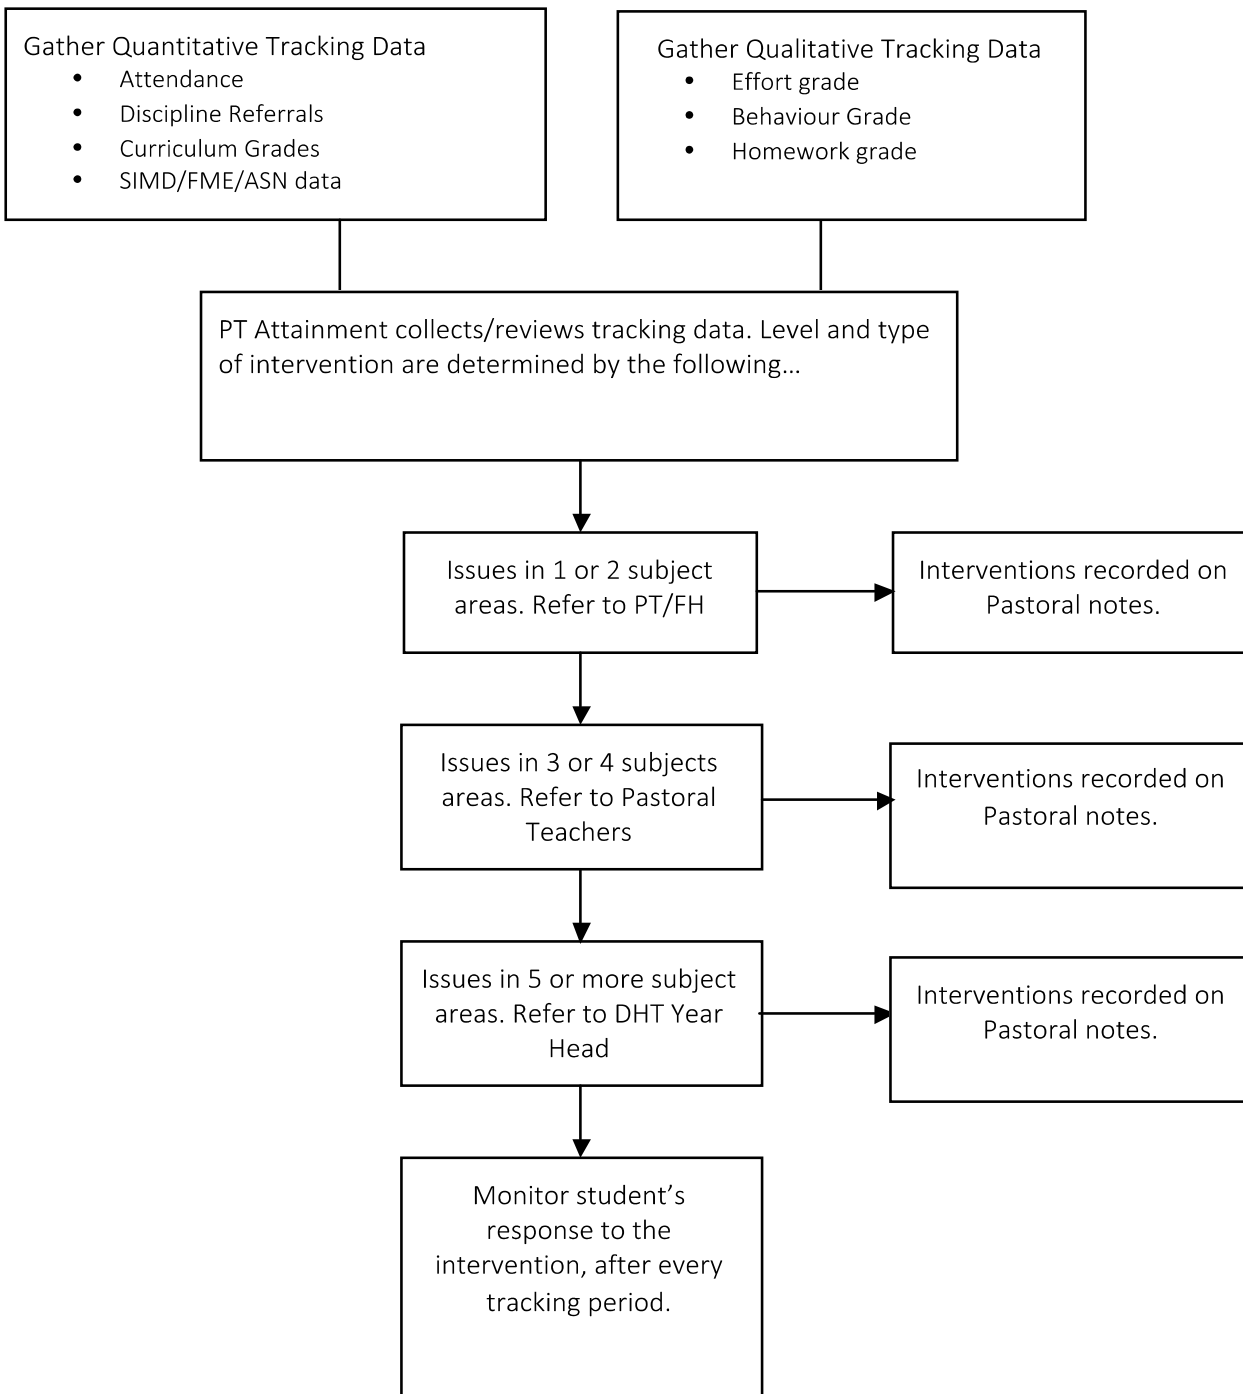 Gather Quantitative Tracking Data
• Attendance
• Discipline Referrals
• Curriculum Grades
• SIMD/FME/ASN data
Gather Qualitative Tracking Data
• Effort grade
• Behaviour Grade
• Homework grade
PT Attainment collects/reviews tracking data. Level and type
of intervention are determined by the following…
Issues in 1 or 2 subject
areas. Refer to PT/FH
Interventions recorded on
Pastoral notes.
Issues in 3 or 4 subjects
areas. Refer to Pastoral
Teachers
Interventions recorded on
Pastoral notes.
Issues in 5 or more subject
areas. Refer to DHT Year
Head
Interventions recorded on
Pastoral notes.
Monitor student’s
response to the
intervention, after every
tracking period.